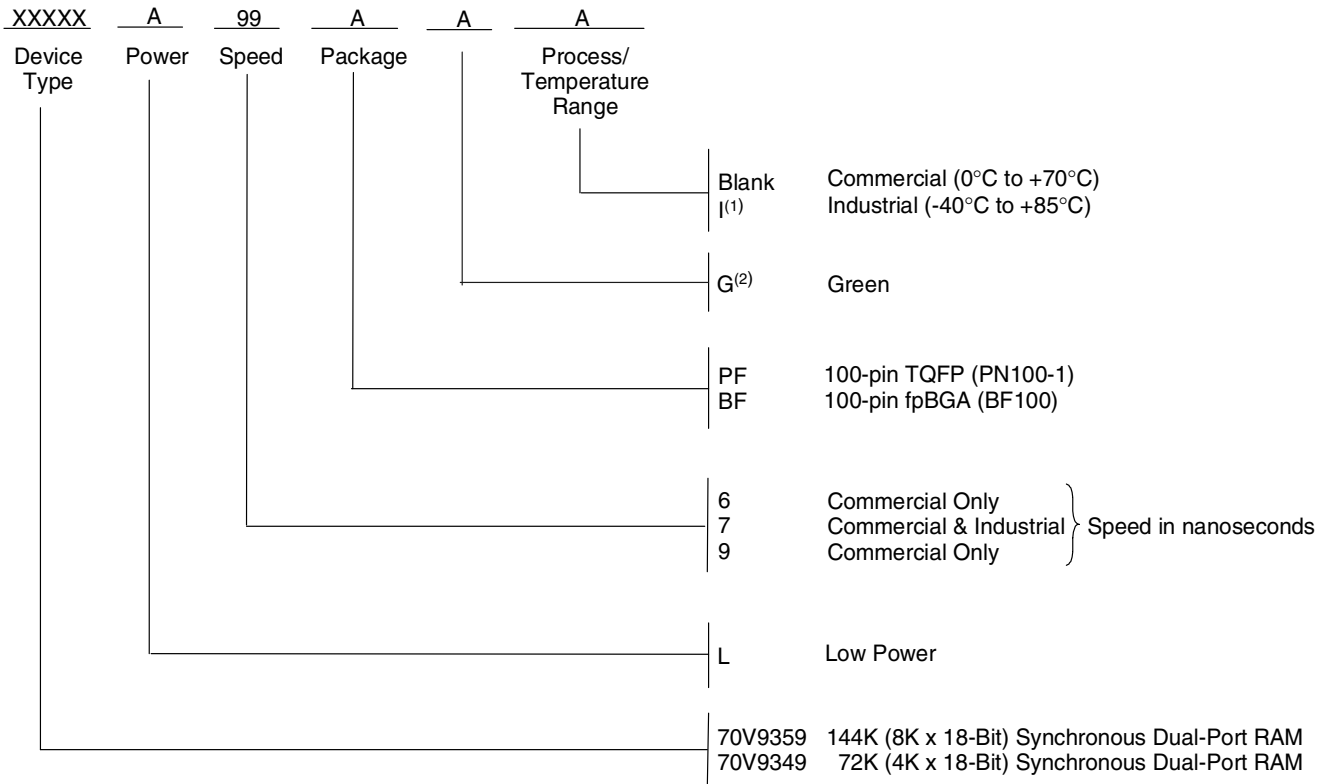 XXXXX A 99 A A A
Device Type Power Speed Package Process/ Temperature Range
Blank Commercial (0°C to +70°C)
I(1) Industrial (-40°C to +85°C)
G(2) Green
PF 100-pin TQFP (PN100-1)
BF 100-pin fpBGA (BF100)
6 Commercial Only
7 Commercial & Industrial Speed in nanoseconds
9 Commercial Only
L Low Power
70V9359 144K (8K x 18-Bit) Synchronous Dual-Port RAM
70V9349 72K (4K x 18-Bit) Synchronous Dual-Port RAM